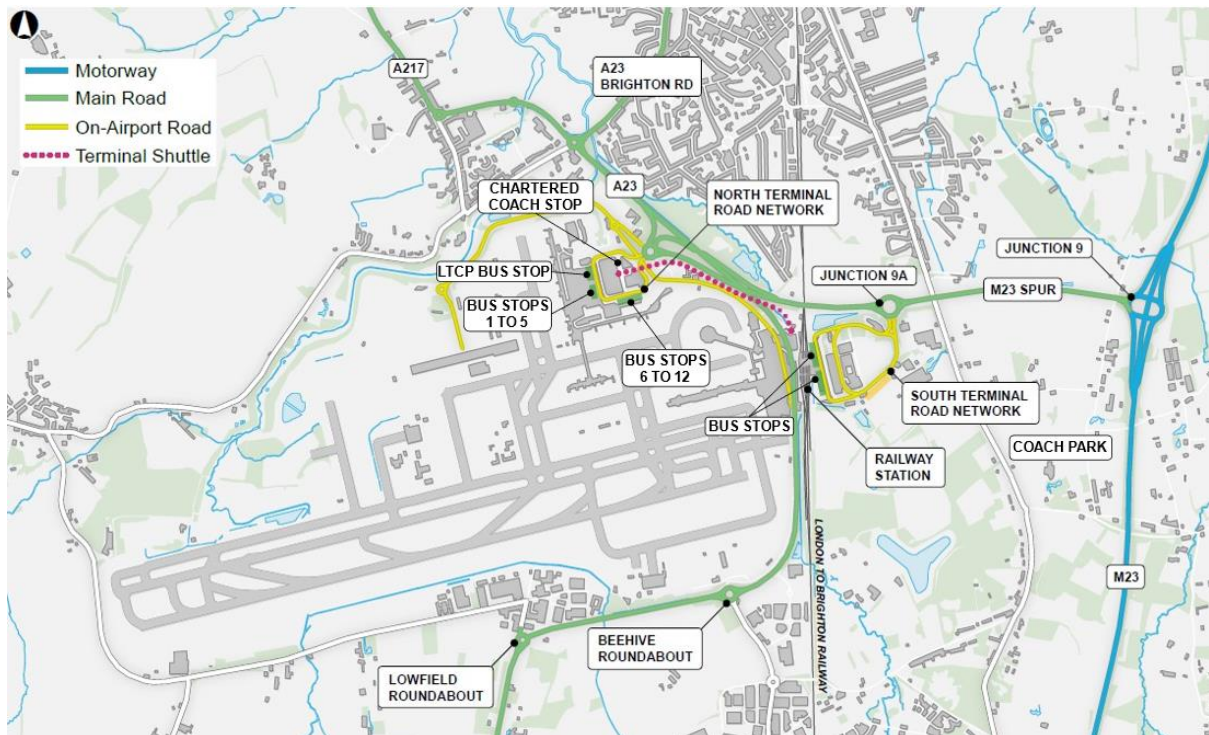 Motorway
Main Road
On-Airport Road
Terminal Shuttle
A217
A23
BRIGHTON RD
CHARTERED
COACH STOP
A23
NORTH TERMINAL
ROAD NETWORK
LTCP BUS STOP
BUS STOPS
1 TO 5
BUS STOPS
6 TO 12
JUNCTION 9A
JUNCTION 9
M23 SPUR
BUS STOPS
SOUTH TERMINAL
ROAD NETWORK
RAILWAY
STATION
COACH PARK
LONDON TO BRIGHTON RAILWAY
M23
BEEHIVE
ROUNDABOUT
LOWFIELD
ROUNDABOUT